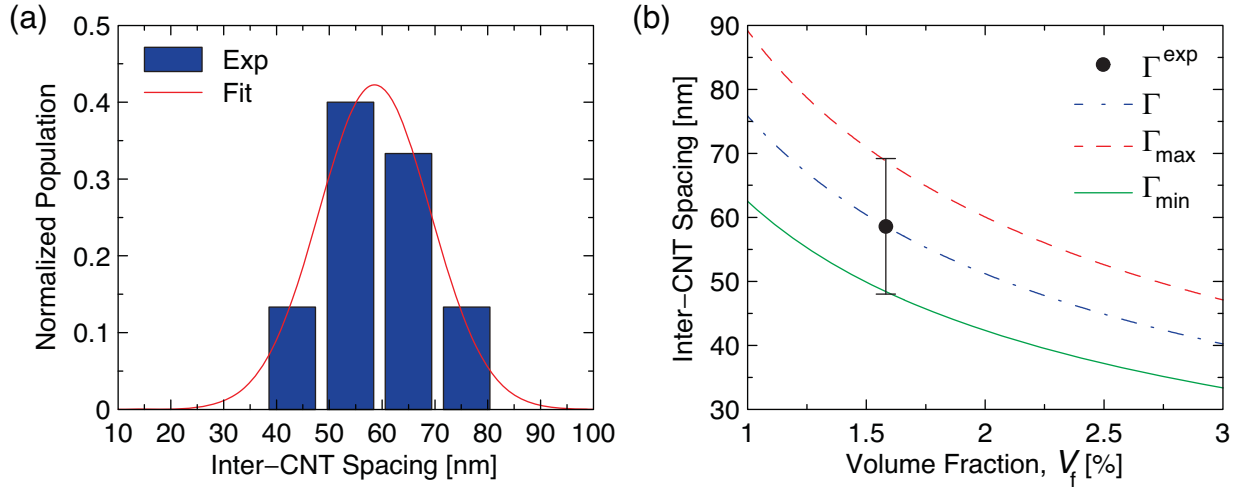 (a)
0.5
0.4
0.3
0.2
0.1
0
Normalized Population
Exp
Fit
10 20 30 40 50 60 70 80 90 100
Inter−CNT Spacing [nm]
(b)
90
80
70
60
50
40
30
Inter−CNT Spacing [nm]
Γexp
Γ
Γmax
Γmin
1 1.5 2 2.5 3
Volume Fraction, Vf [%]